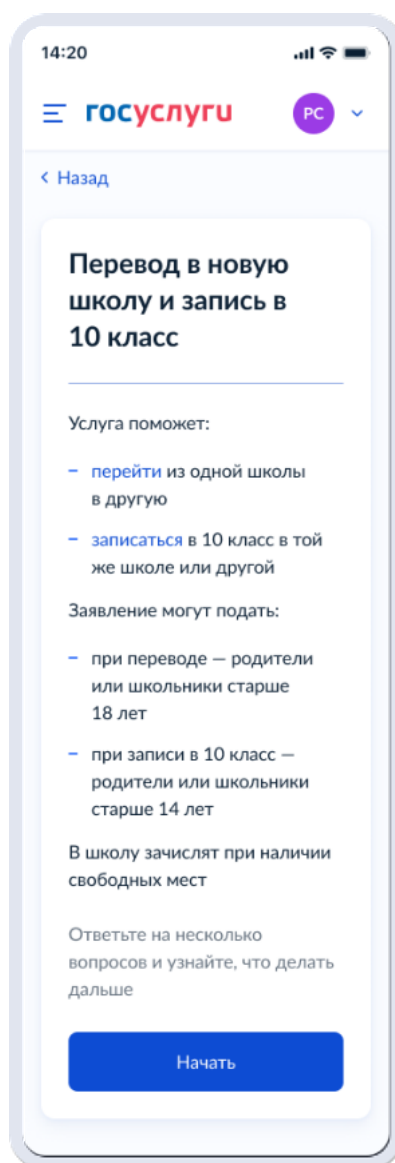 14:20
госуслуги
РС
Назад
Перевод в новую
школу и запись в
10 класс
Услуга поможет:
– перейти из одной школы
в другую
– записаться в 10 класс в той
же школе или другой
Заявление могут подать:
– при переводе — родители
или школьники старше
18 лет
– при записи в 10 класс —
родители или школьники
старше 14 лет
В школу зачислят при наличии
свободных мест
Ответьте на несколько
вопросов и узнайте, что делать
дальше
Начать